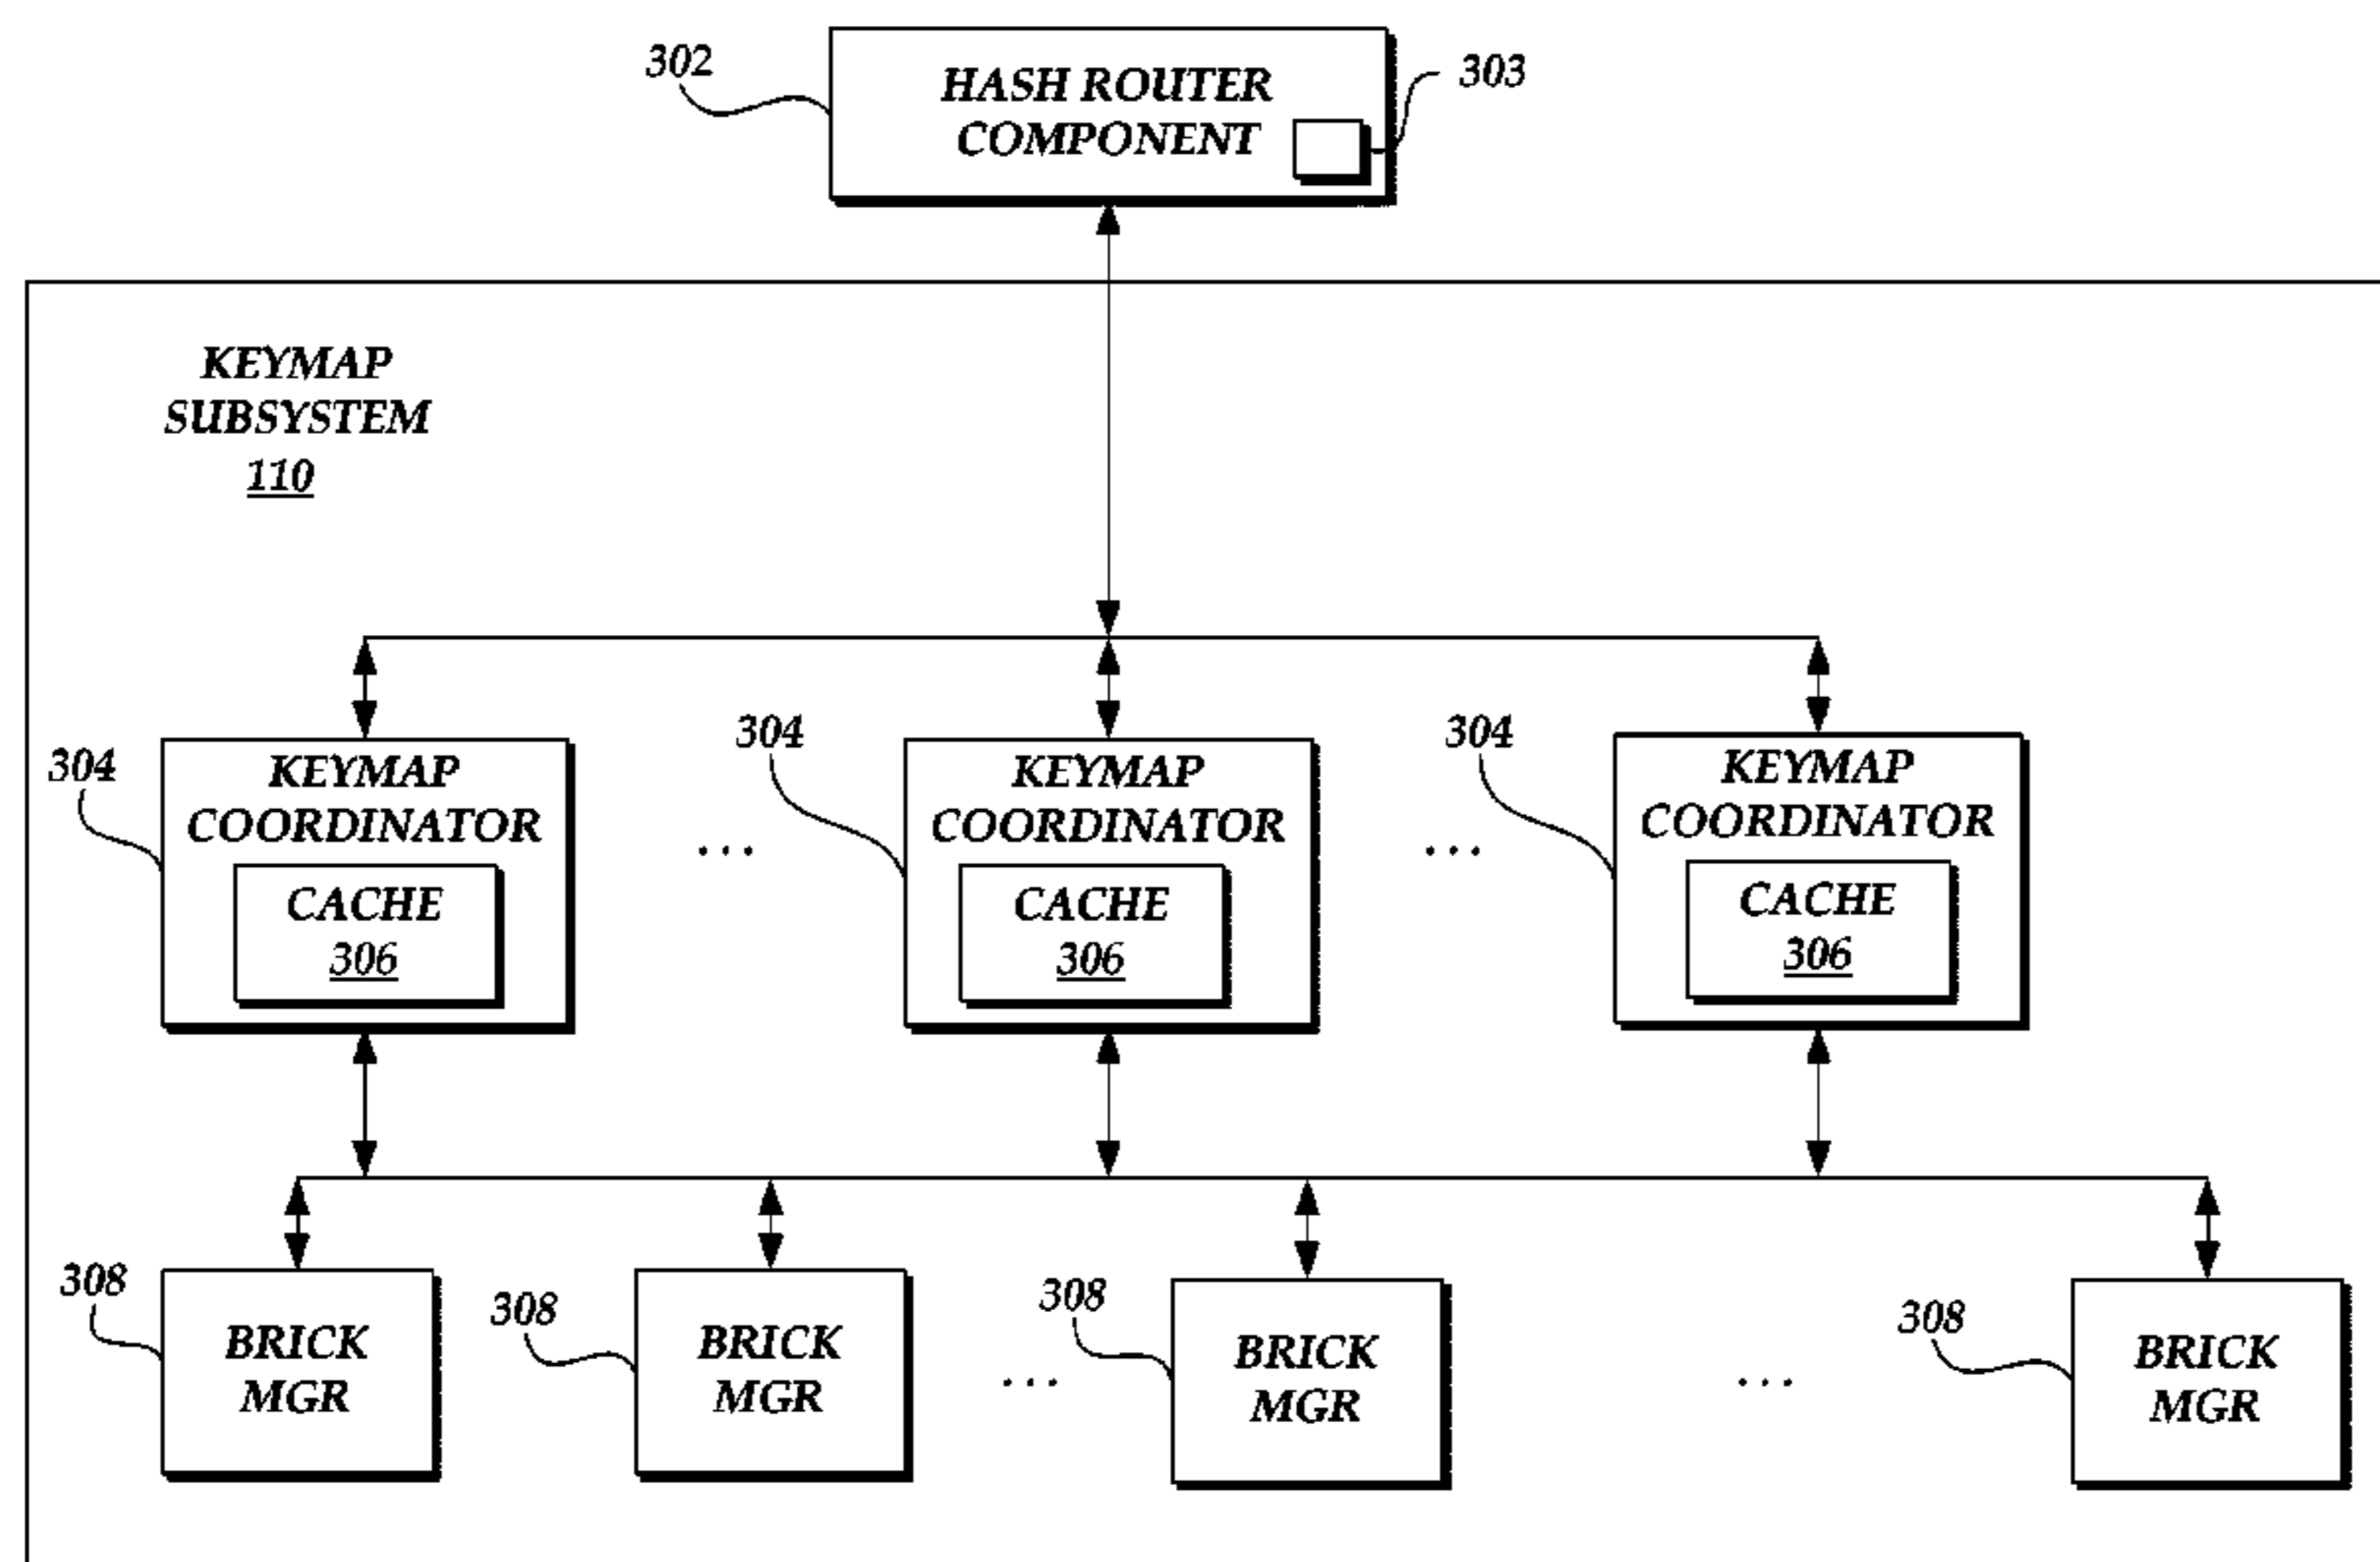 302
HASH ROUTER
COMPONENT
303
KEYMAP
SUBSYSTEM
110
304
KEYMAP
COORDINATOR
CACHE
306
...
304
KEYMAP
COORDINATOR
CACHE
306
...
304
KEYMAP
COORDINATOR
CACHE
306
308
BRICK
MGR
308
BRICK
MGR
...
308
BRICK
MGR
...
308
BRICK
MGR